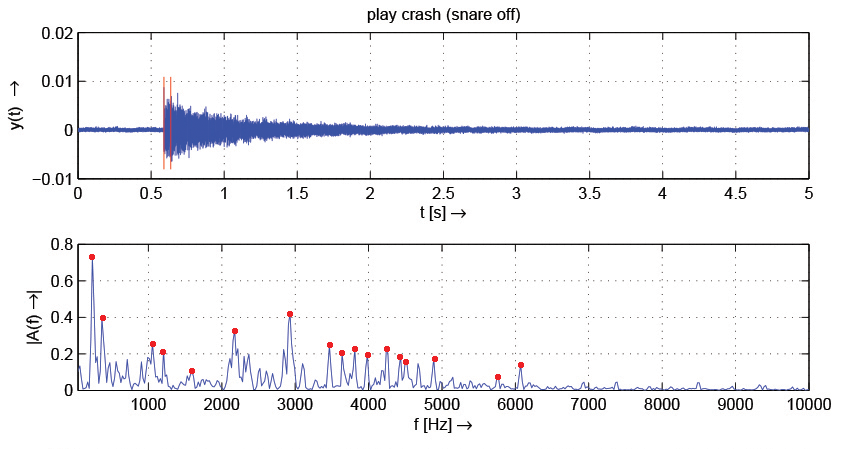 play crash (snare off)
0.02
0.01
0
−0.01
y(t) →
0 0.5 1 1.5 2 2.5 3 3.5 4 4.5 5
t [s] →
0.8
0.6
0.4
0.2
0
|A(f) →|
1000 2000 3000 4000 5000 6000 7000 8000 9000 10000
f [Hz] →